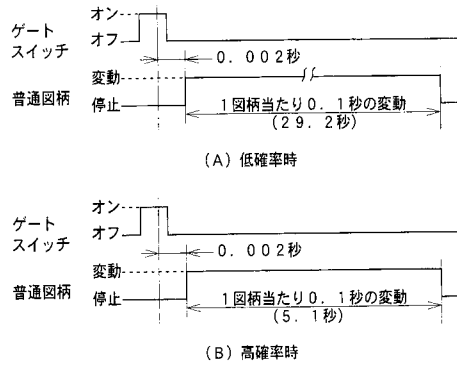 オン
ゲート
スイッチ
オフ
0.002秒
変動
普通図柄
停止
1図柄当たり0.1秒の変動
(29.2秒)
(A)低確率時
オン
ゲート
スイッチ
オフ
0.002秒
変動
普通図柄
停止
1図柄当たり0.1秒の変動
(5.1秒)
(B)高確率時